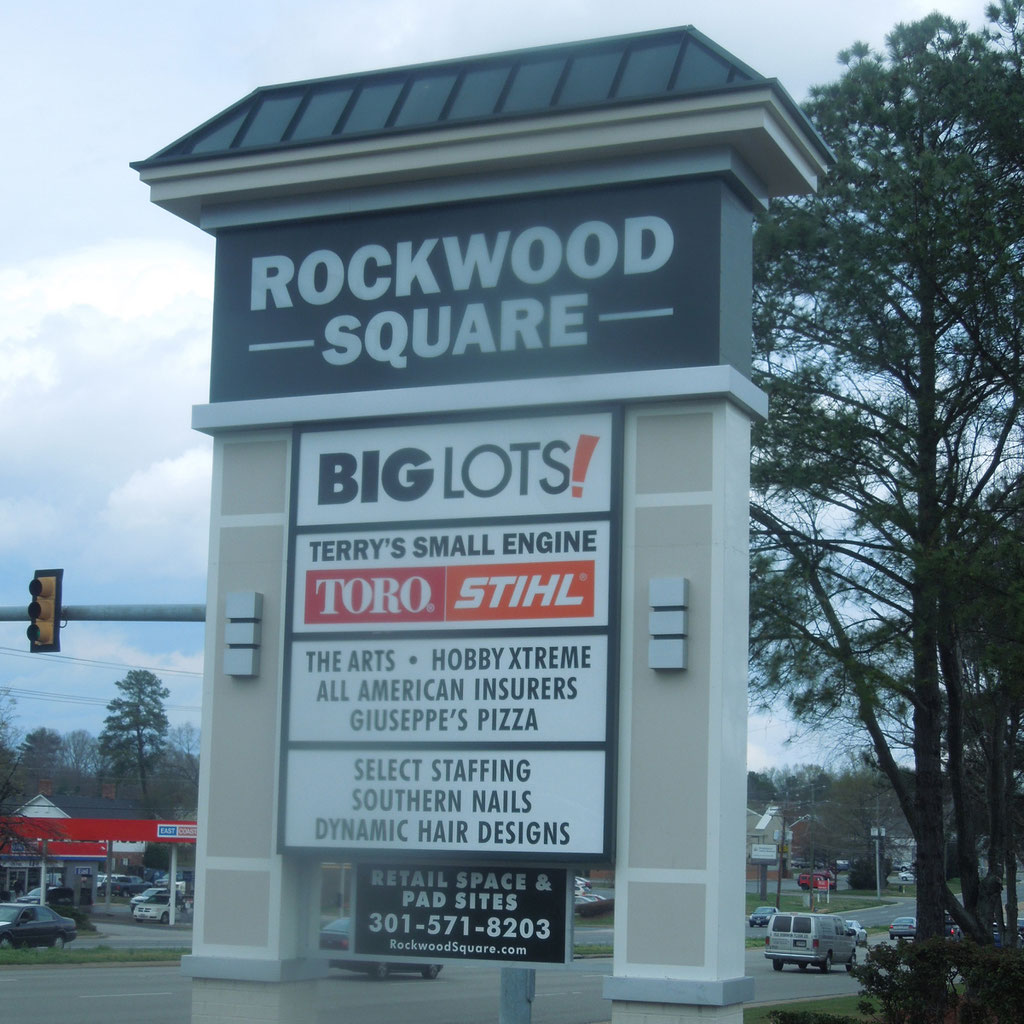 ROCKWOOD
SQUARE
BIG LOTS!
TERRY'S SMALL ENGINE
TORO® STIHL®
THE ARTS • HOBBY XTREME
ALL AMERICAN INSURERS
GIUSEPPE'S PIZZA
SELECT STAFFING
SOUTHERN NAILS
DYNAMIC HAIR DESIGNS
RETAIL SPACE &
PAD SITES
301-571-8203
RockwoodSquare.com
EAST COAST